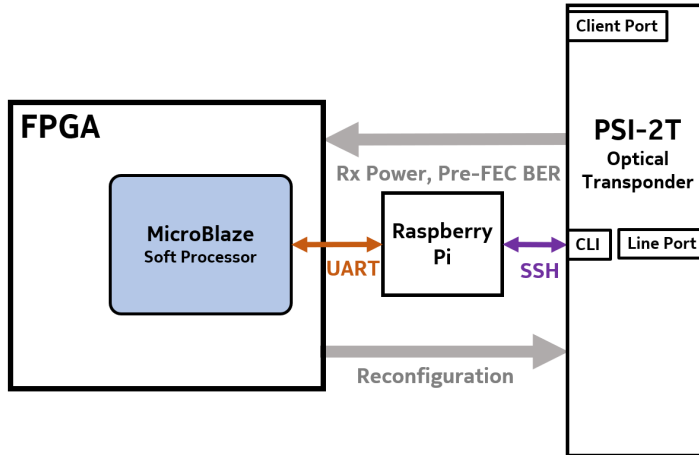 Client Port
FPGA
PSI-2T
Optical
Transponder
Rx Power, Pre-FEC BER
MicroBlaze
Soft Processor
Raspberry
Pi
UART
SSH
CLI
Line Port
Reconfiguration